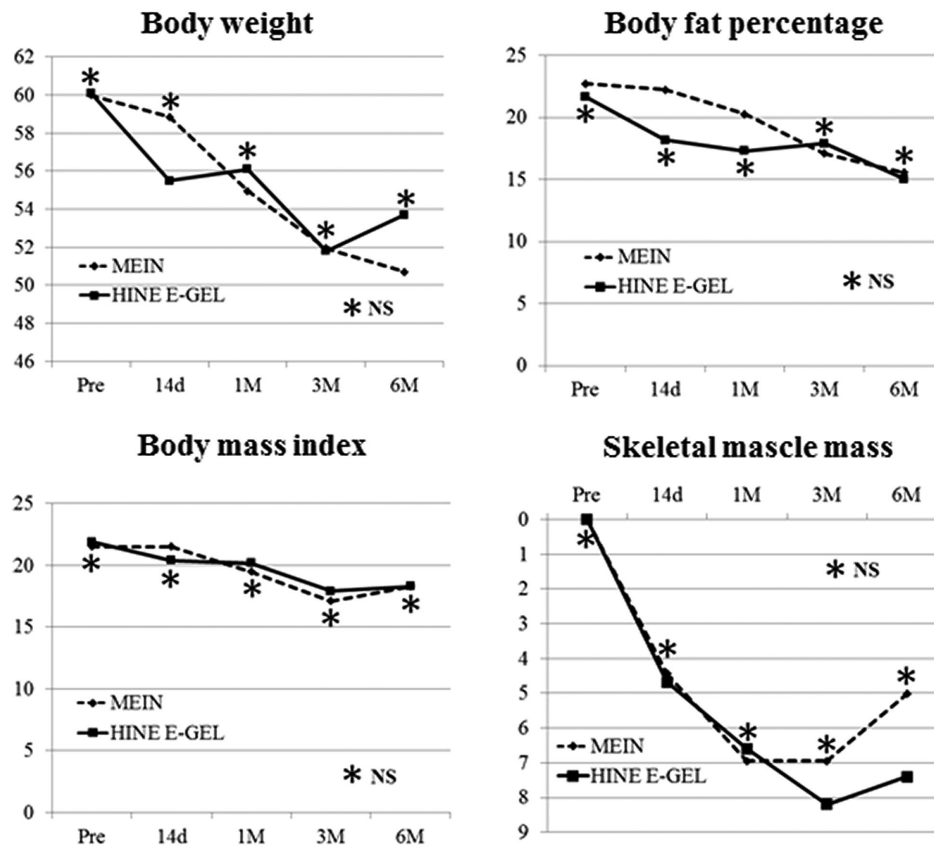 Body weight
62
60
58
56
54
52
50
48
46
* * * * *
MEIN
HINE E-GEL
* NS
Pre 14d 1M 3M 6M
Body fat percentage
25
20
15
10
5
0
* * * * *
MEIN
HINE E-GEL
* NS
Pre 14d 1M 3M 6M
Body mass index
25
20
15
10
5
0
* * * * *
MEIN
HINE E-GEL
* NS
Pre 14d 1M 3M 6M
Skeletal mascle mass
Pre 14d 1M 3M 6M
0
1
2
3
4
5
6
7
8
9
* * * * *
* NS
MEIN
HINE E-GEL